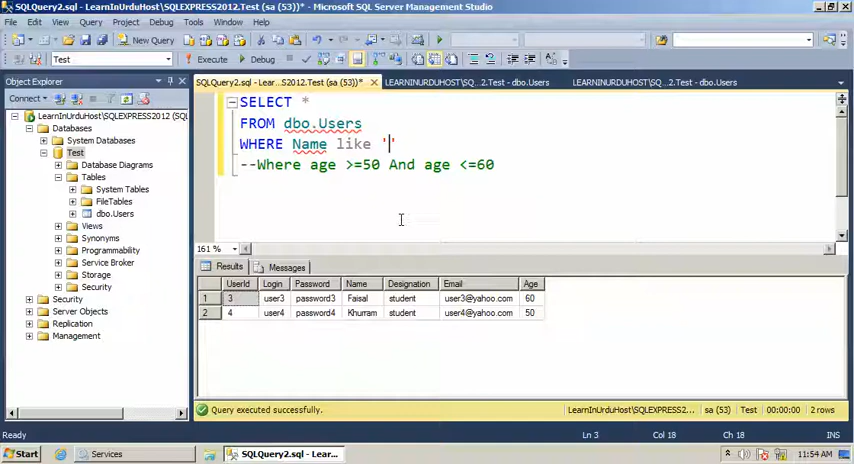 SQLQuery2.sql - LearnInUrduHost\SQLEXPRESS2012.Test (sa (53))* - Microsoft SQL Server Management Studio
File Edit View Query Project Debug Tools Window Help
New Query
Test Execute Debug
Object Explorer
SQLQuery2.sql - Lear...S2012.Test (sa (53))* LEARNINURDUHOST\SQ...2.Test - dbo.Users LEARNINURDUHOST\SQ...2.Test - dbo.Users
Connect
LearnInUrduHost\SQLEXPRESS2012 (SQL
Databases
System Databases
Test
Database Diagrams
Tables
System Tables
FileTables
dbo.Users
Views
Synonyms
Programmability
Service Broker
Storage
Security
Security
Server Objects
Replication
Management
SELECT *
FROM dbo.Users
WHERE Name like ''
--Where age >=50 And age <=60
161 %
Results Messages
UserId Login Password Name Designation Email Age
1 3 user3 password3 Faisal student user3@yahoo.com 60
2 4 user4 password4 Khurram student user4@yahoo.com 50
Query executed successfully. LearnInUrduHost\SQLEXPRESS2... sa (53) Test 00:00:00 2 rows
Ready Ln 3 Col 18 Ch 18 INS
Start Services SQLQuery2.sql - Lear... 11:54 AM